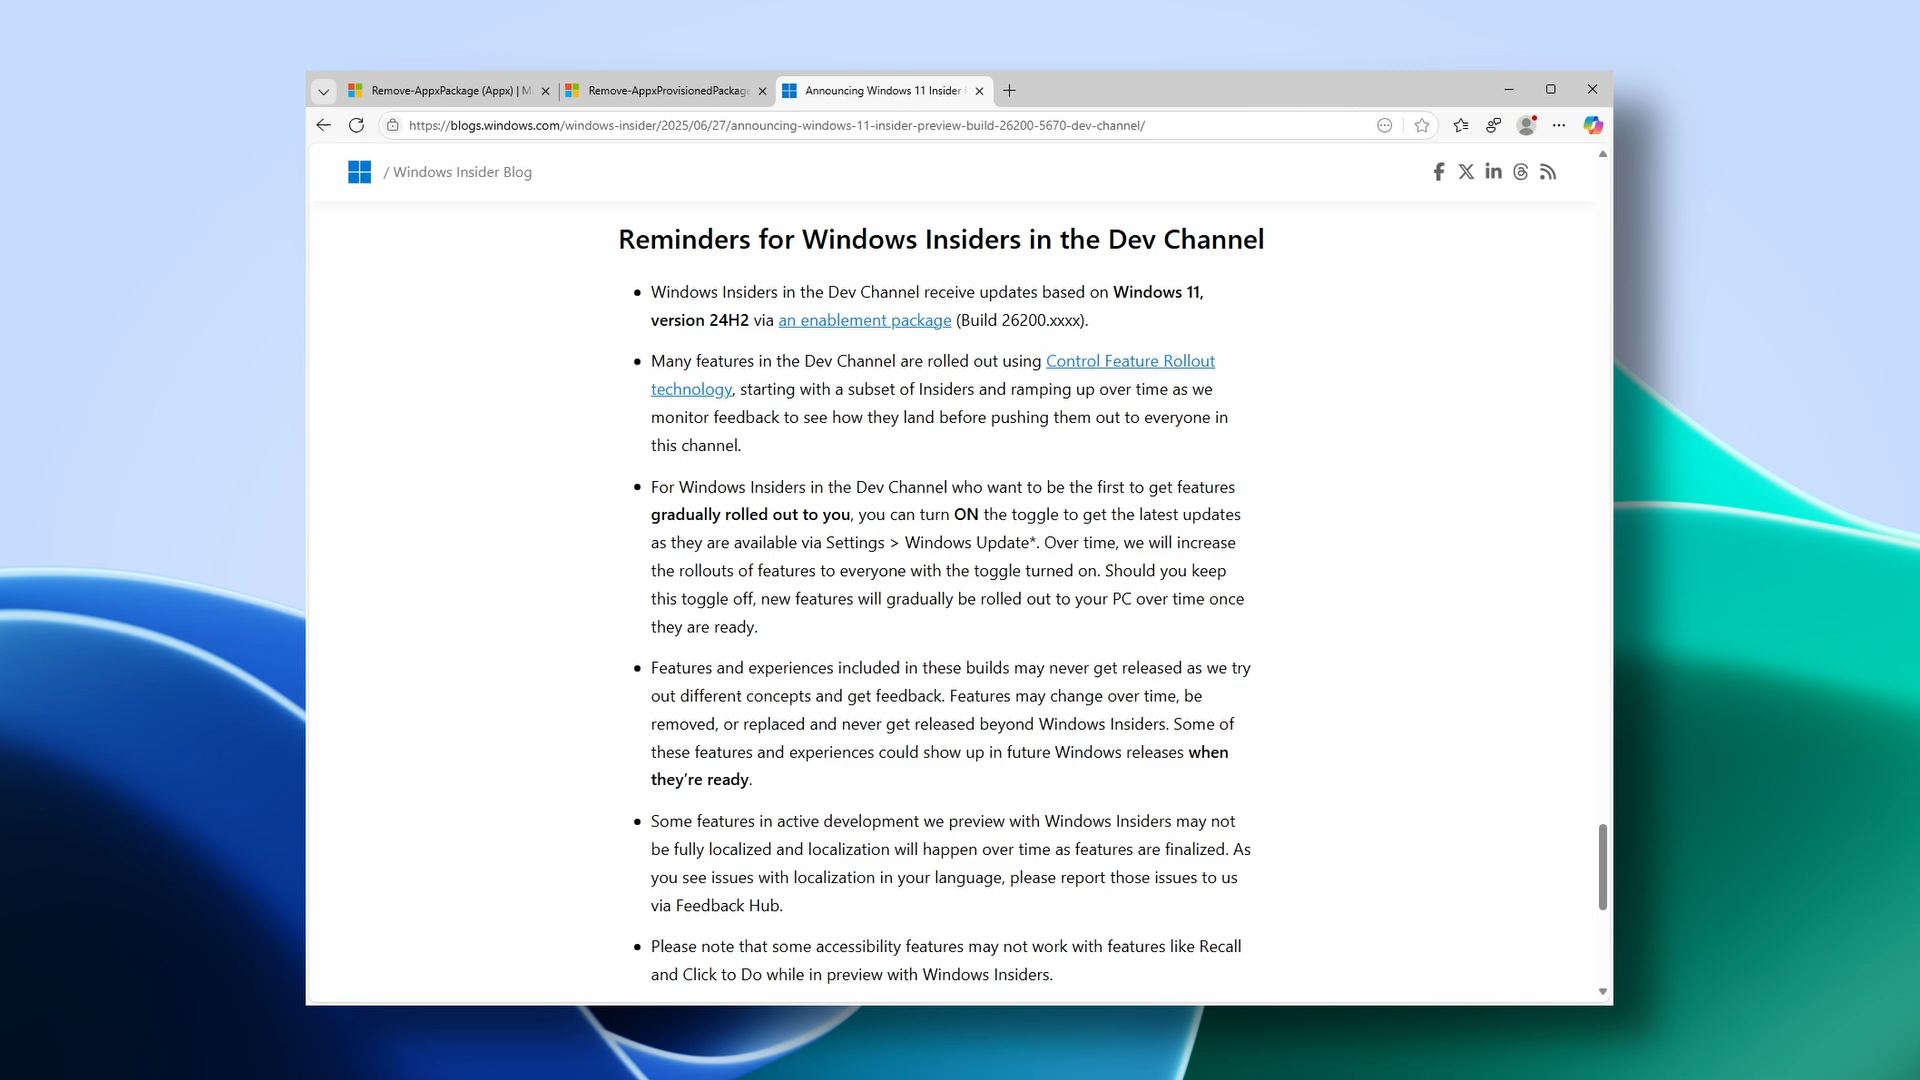 Remove-AppxPackage (Appx) | Mi
Remove-AppxProvisionedPackage
Announcing Windows 11 Insider
https://blogs.windows.com/windows-insider/2025/06/27/announcing-windows-11-insider-preview-build-26200-5670-dev-channel/
/ Windows Insider Blog
Reminders for Windows Insiders in the Dev Channel
• Windows Insiders in the Dev Channel receive updates based on Windows 11,
version 24H2 via an enablement package (Build 26200.xxxx).
• Many features in the Dev Channel are rolled out using Control Feature Rollout
technology, starting with a subset of Insiders and ramping up over time as we
monitor feedback to see how they land before pushing them out to everyone in
this channel.
• For Windows Insiders in the Dev Channel who want to be the first to get features
gradually rolled out to you, you can turn ON the toggle to get the latest updates
as they are available via Settings > Windows Update*. Over time, we will increase
the rollouts of features to everyone with the toggle turned on. Should you keep
this toggle off, new features will gradually be rolled out to your PC over time once
they are ready.
• Features and experiences included in these builds may never get released as we try
out different concepts and get feedback. Features may change over time, be
removed, or replaced and never get released beyond Windows Insiders. Some of
these features and experiences could show up in future Windows releases when
they’re ready.
• Some features in active development we preview with Windows Insiders may not
be fully localized and localization will happen over time as features are finalized. As
you see issues with localization in your language, please report those issues to us
via Feedback Hub.
• Please note that some accessibility features may not work with features like Recall
and Click to Do while in preview with Windows Insiders.